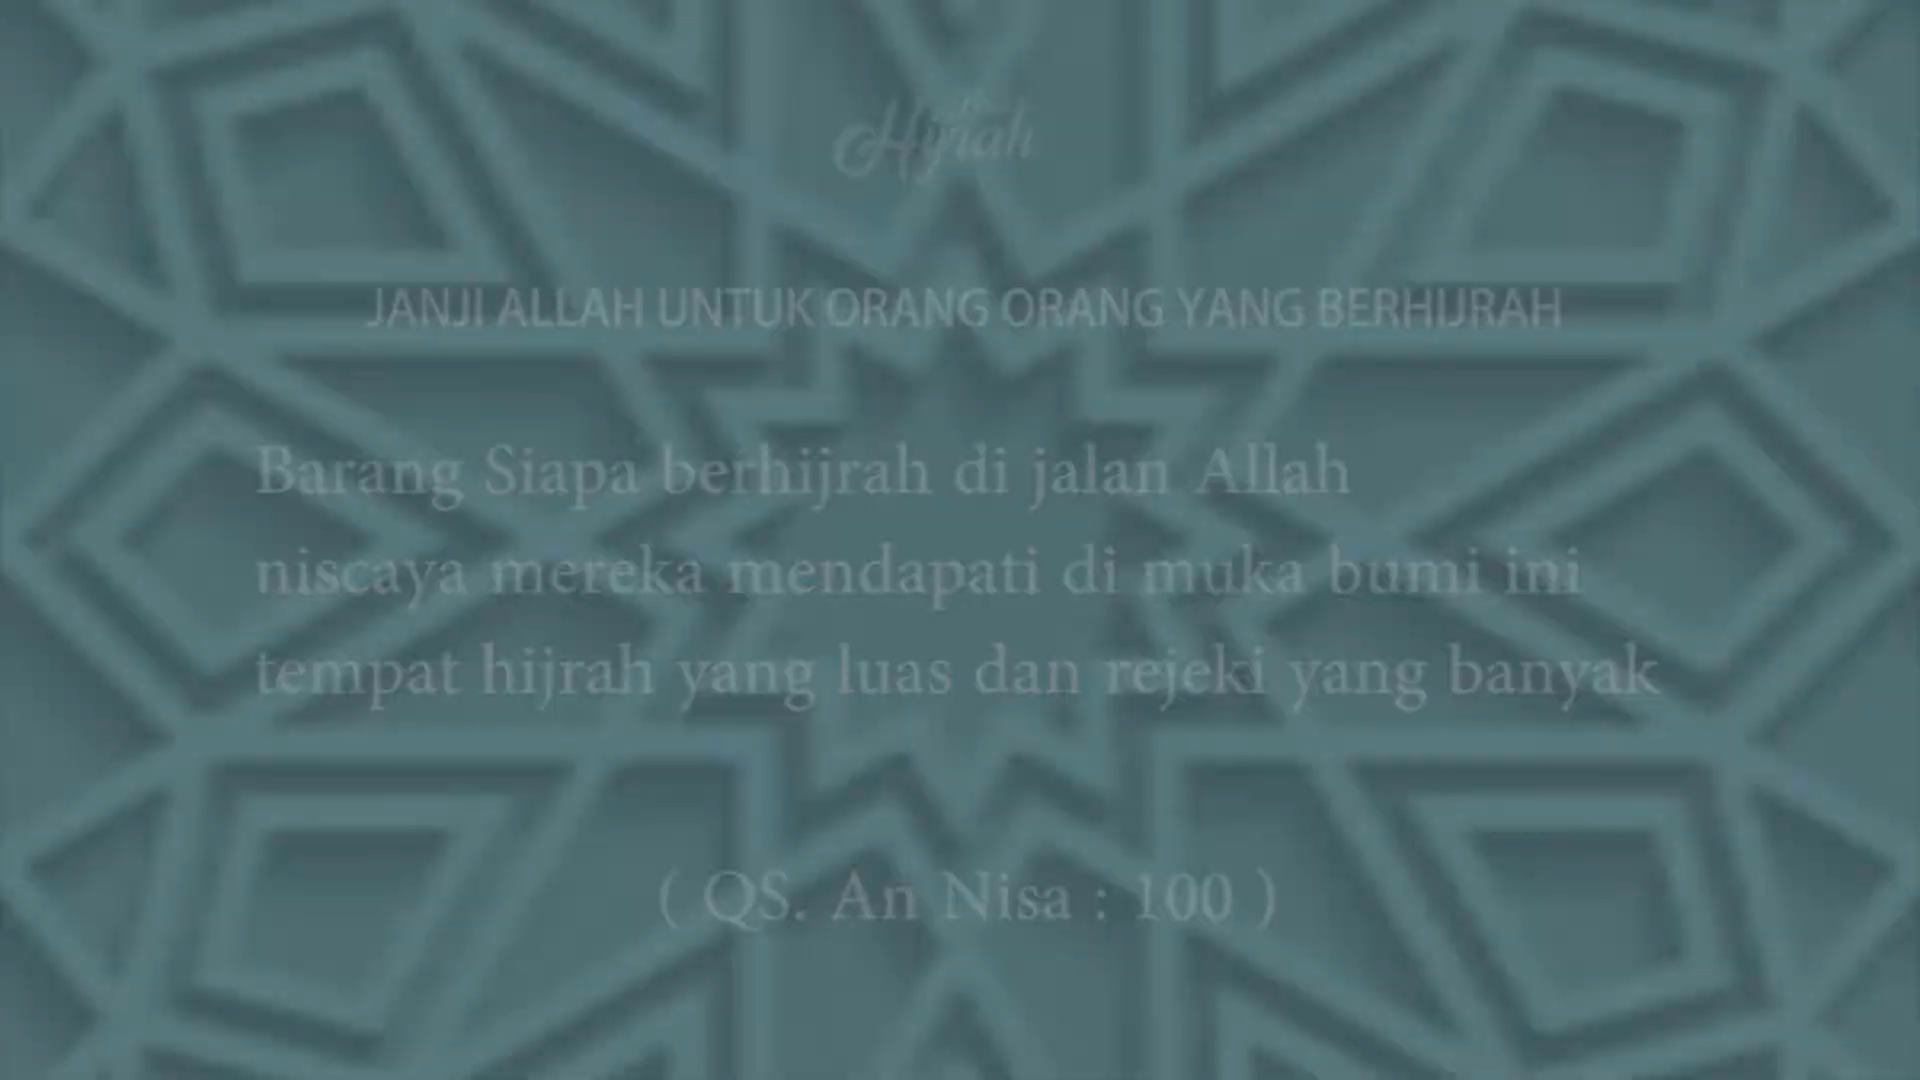 Hijrah
JANJI ALLAH UNTUK ORANG ORANG YANG BERHIJRAH
Barang Siapa berhijrah di jalan Allah
niscaya mereka mendapati di muka bumi ini
tempat hijrah yang luas dan rejeki yang banyak
( QS. An Nisa : 100 )